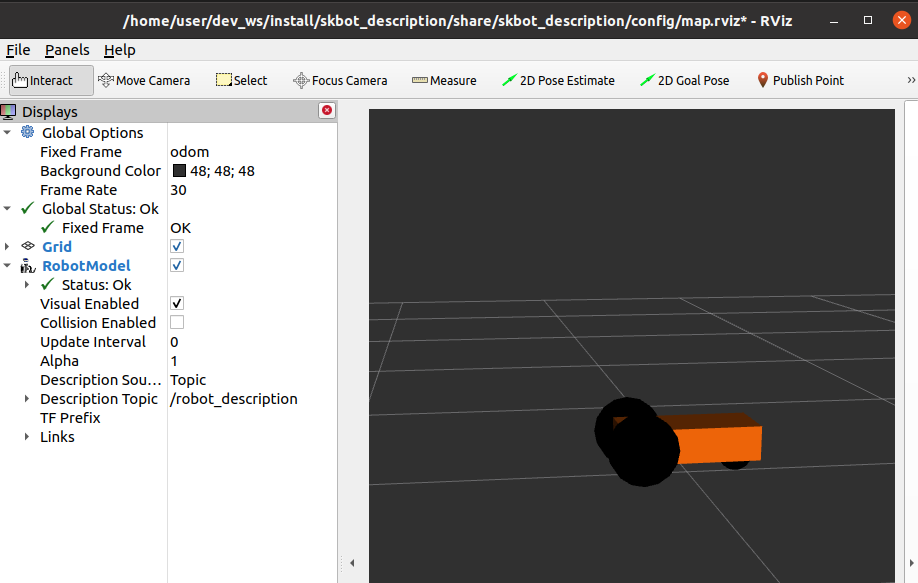 /home/user/dev_ws/install/skbot_description/share/skbot_description/config/map.rviz* - RViz
File Panels Help
Interact Move Camera Select Focus Camera Measure 2D Pose Estimate 2D Goal Pose Publish Point »
Displays
Global Options
Fixed Frame odom
Background Color 48; 48; 48
Frame Rate 30
Global Status: Ok
Fixed Frame OK
Grid
RobotModel
Status: Ok
Visual Enabled
Collision Enabled
Update Interval 0
Alpha 1
Description Sou... Topic
Description Topic /robot_description
TF Prefix
Links